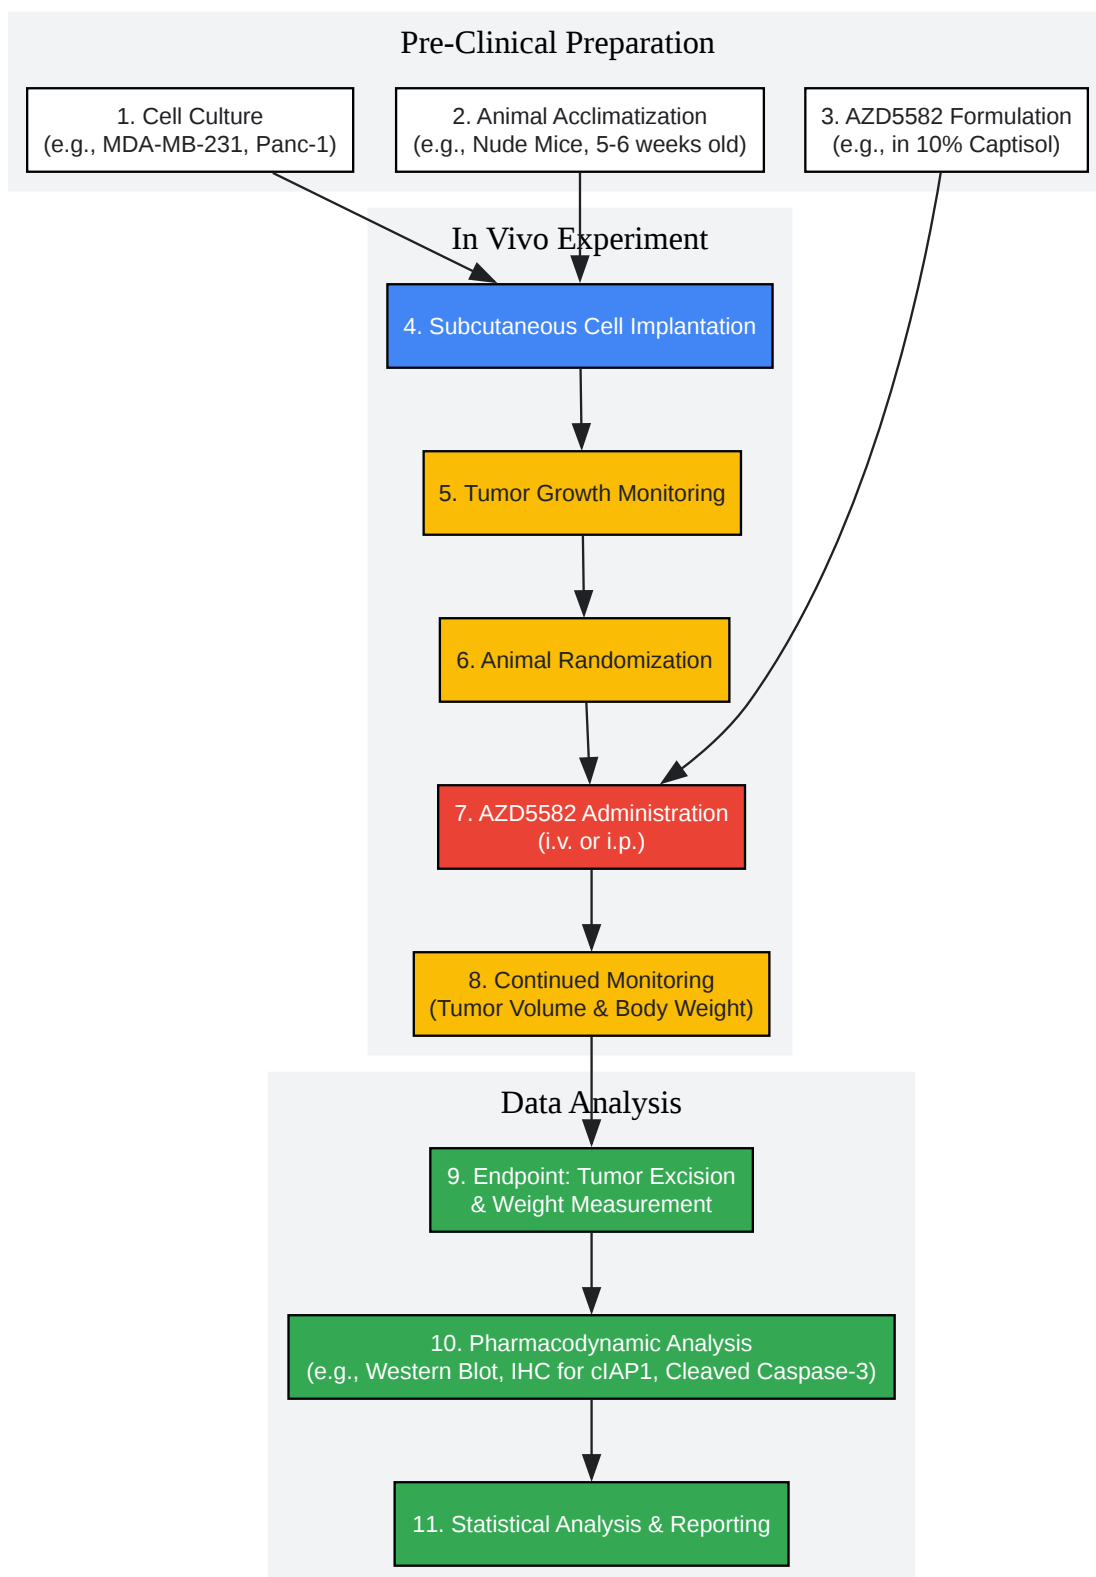 Pre-Clinical Preparation
1. Cell Culture
(e.g., MDA-MB-231, Panc-1)
2. Animal Acclimatization
(e.g., Nude Mice, 5-6 weeks old)
3. AZD5582 Formulation
(e.g., in 10% Captisol)
In Vivo Experiment
4. Subcutaneous Cell Implantation
5. Tumor Growth Monitoring
6. Animal Randomization
7. AZD5582 Administration
(i.v. or i.p.)
8. Continued Monitoring
(Tumor Volume & Body Weight)
Data Analysis
9. Endpoint: Tumor Excision
& Weight Measurement
10. Pharmacodynamic Analysis
(e.g., Western Blot, IHC for cIAP1, Cleaved Caspase-3)
11. Statistical Analysis & Reporting